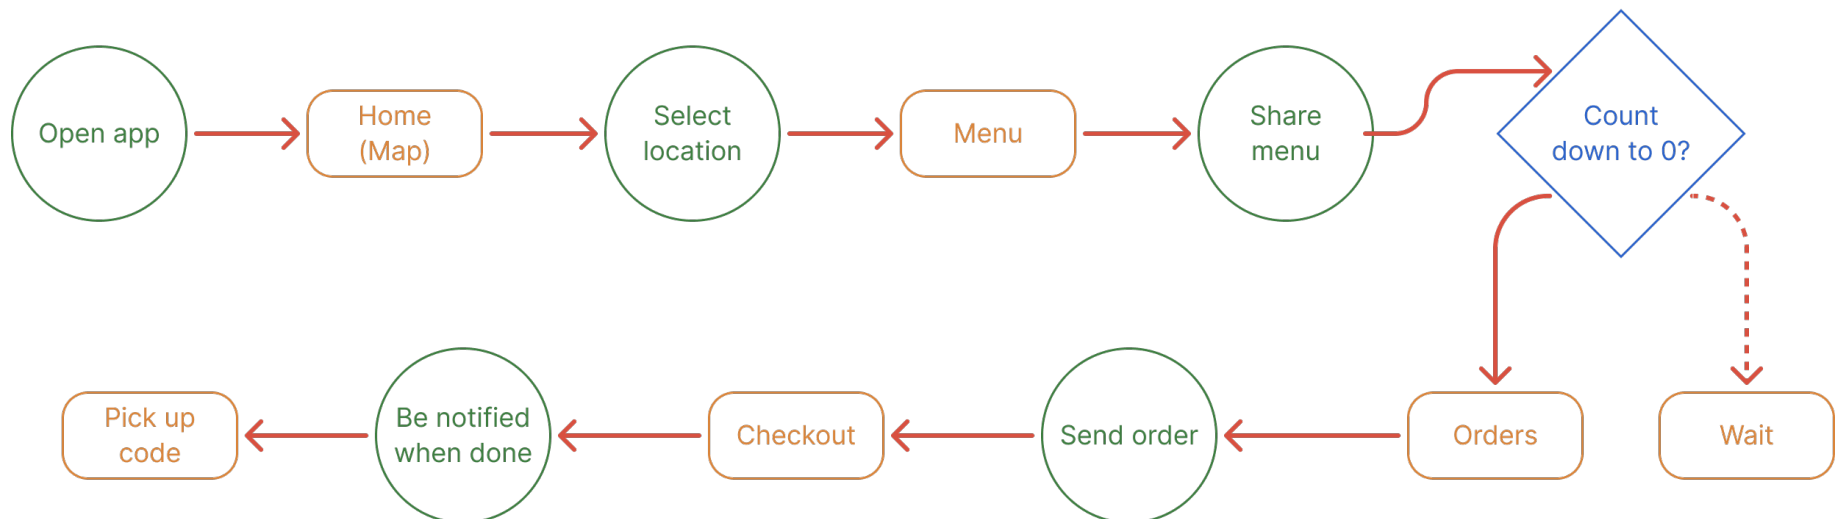 Open app
Home
(Map)
Select
location
Menu
Share
menu
Count
down to 0?
Pick up
code
Be notified
when done
Checkout
Send order
Orders
Wait